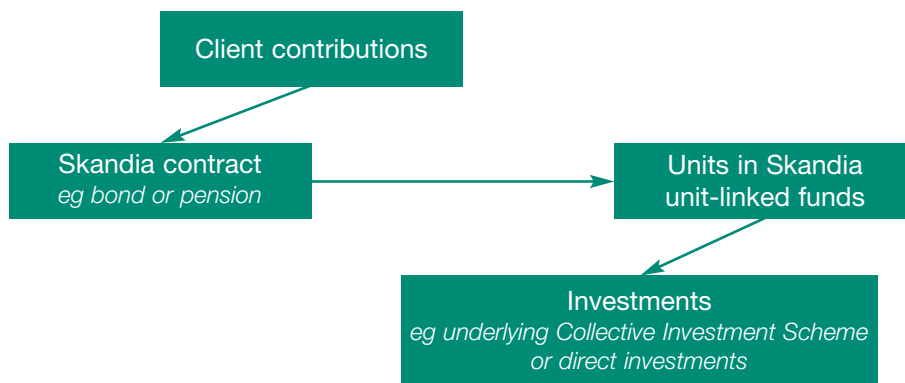 Client contributions
Skandia contract
eg bond or pension
Units in Skandia
unit-linked funds
Investments
eg underlying Collective Investment Scheme
or direct investments